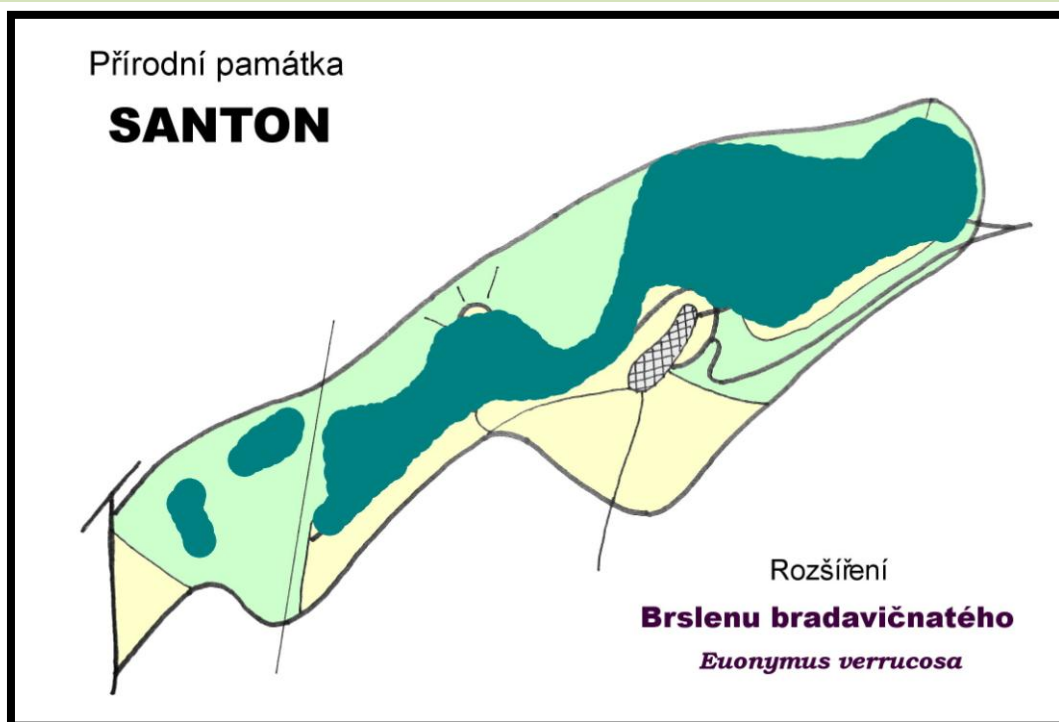 Přírodní památka
SANTON
Rozšíření
Brslenu bradavičnatého
Euonymus verrucosa